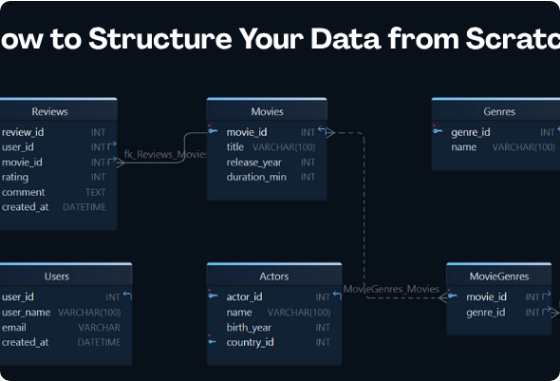 ow to Structure Your Data from Scratc
Reviews
review_id INT
user_id INT
movie_id INT
rating INT
comment TEXT
created_at DATETIME
fk_Reviews_Movies
Movies
movie_id INT
title VARCHAR(100)
release_year INT
duration_min INT
Genres
genre_id INT
name VARCHAR(100)
Users
user_id INT
user_name VARCHAR(100)
email VARCHAR
created_at DATETIME
Actors
actor_id INT
name VARCHAR(100)
birth_year INT
country_id INT
MovieGenres_Movies
MovieGenres
movie_id INT
genre_id INT